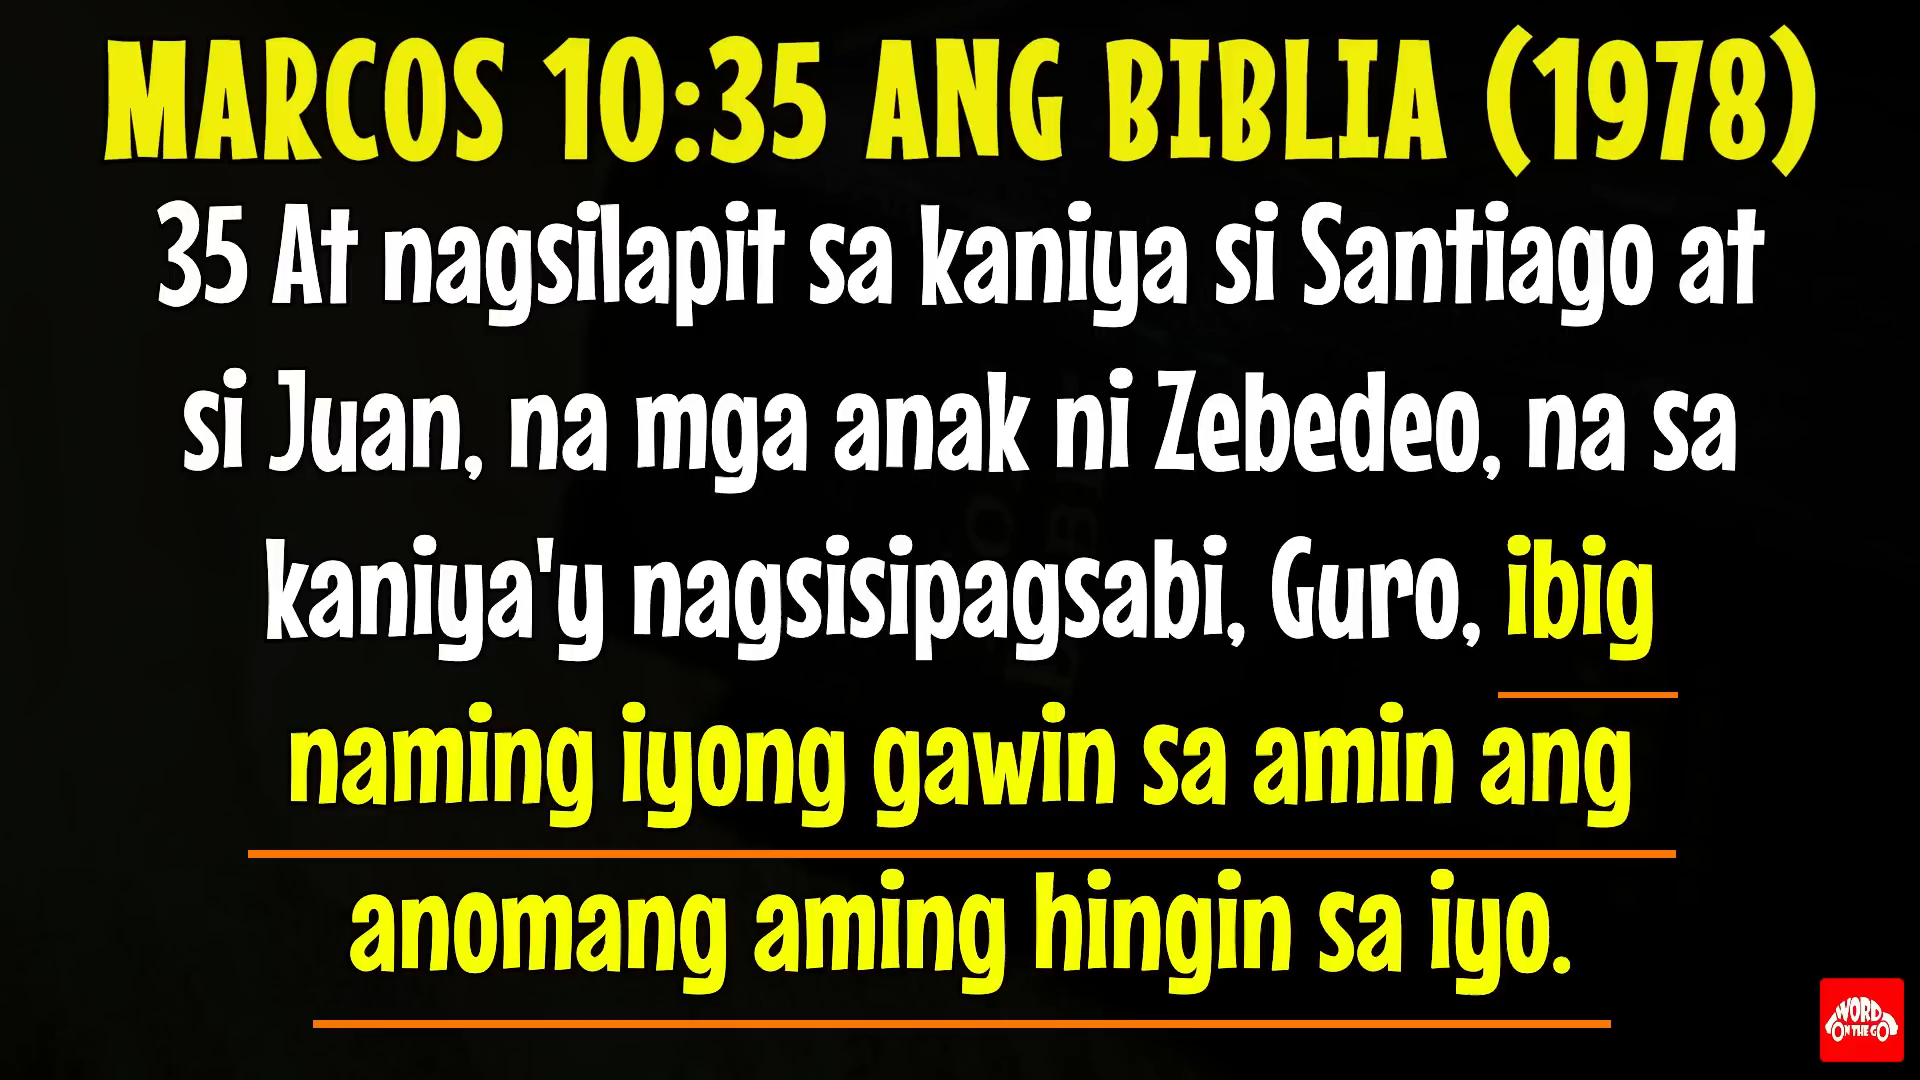 MARCOS 10:35 ANG BIBLIA (1978)
35 At nagsilapit sa kaniya si Santiago at
si Juan, na mga anak ni Zebedeo, na sa
kaniya'y nagsisipagsabi, Guro, ibig
naming iyong gawin sa amin ang
anomang aming hingin sa iyo.
WORD
ON THE GO